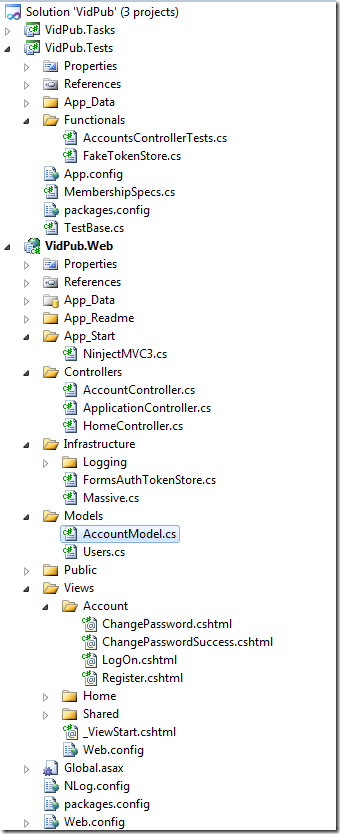 Solution 'VidPub' (3 projects)
VidPub.Tasks
VidPub.Tests
Properties
References
App_Data
Functionals
AccountsControllerTests.cs
FakeTokenStore.cs
App.config
MembershipSpecs.cs
packages.config
TestBase.cs
VidPub.Web
Properties
References
App_Data
App_Readme
App_Start
NinjectMVC3.cs
Controllers
AccountController.cs
ApplicationController.cs
HomeController.cs
Infrastructure
Logging
FormsAuthTokenStore.cs
Massive.cs
Models
AccountModel.cs
Users.cs
Public
Views
Account
ChangePassword.cshtml
ChangePasswordSuccess.cshtml
LogOn.cshtml
Register.cshtml
Home
Shared
_ViewStart.cshtml
Web.config
Global.asax
NLog.config
packages.config
Web.config